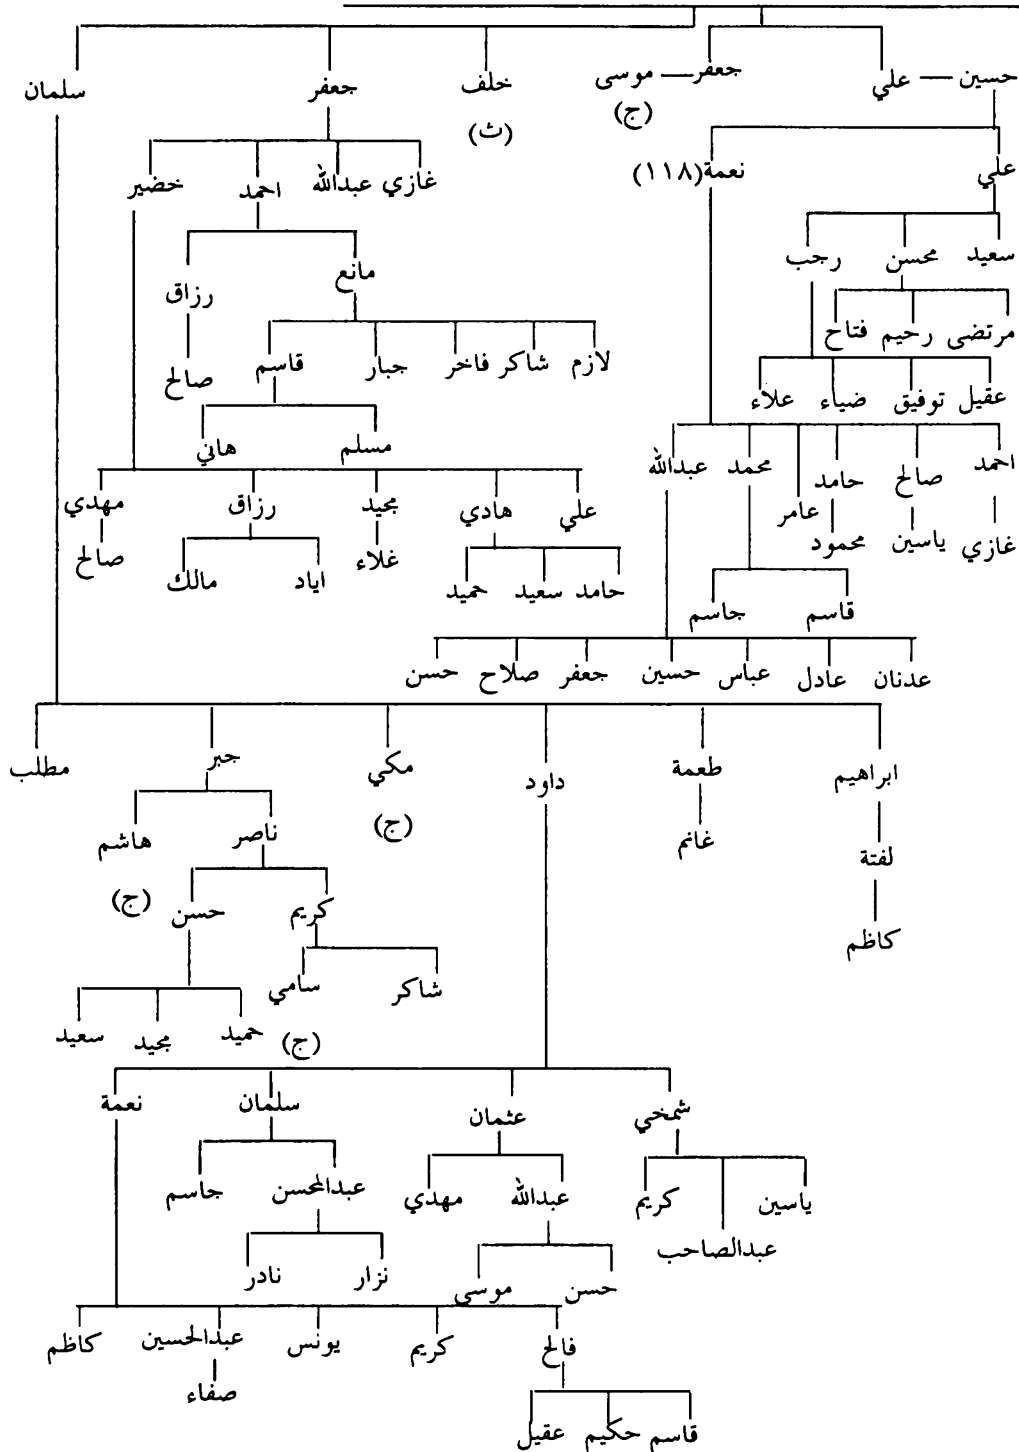 حسين — علي جعفر — موسى خلف جعفر سلمان
(ج) (ث)
علي نعمة (١١٨) غازي عبدالله احمد خضير
سعيد محسن رجب مانع رزاق
مرتضى رحيم فتاح لازم شاكر فاخر جبار قاسم صالح
عقيل توفيق ضياء علاء مسلم هاني
احمد صالح حامد عامر محمد عبدالله علي هادي مجيد رزاق مهدي
غازي ياسين محمود حامد سعيد حميد غلاء اياد مالك صالح
قاسم جاسم
عدنان عادل عباس حسين جعفر صلاح حسن
ابراهيم طعمة داود مكي جبر مطلب
لفتة غانم (ج) ناصر هاشم
كاظم كريم حسن (ج)
شاكر سامي
(ج) حميد مجيد سعيد
شمخي عثمان سلمان نعمة
ياسين عبدالصاحب كريم عبدالله مهدي عبدالمحسن جاسم
حسن موسى نزار نادر
فالح كريم يونس عبدالحسين كاظم
صفاء
قاسم حكيم عقيل